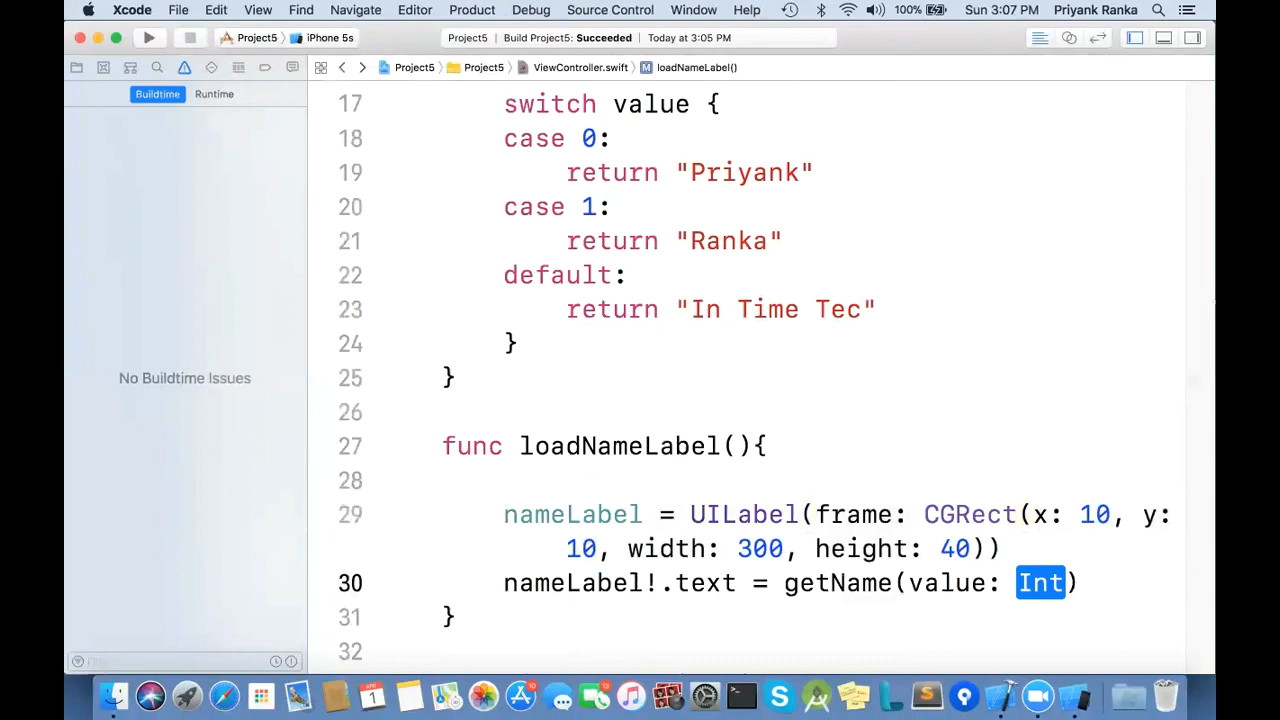 Xcode File Edit View Find Navigate Editor Product Debug Source Control Window Help 100% Sun 3:07 PM Priyank Ranka
Project5 iPhone 5s Project5 | Build Project5: Succeeded | Today at 3:05 PM
Project5 Project5 ViewController.swift M loadNameLabel()
Buildtime Runtime
No Buildtime Issues
17 switch value {
18 case 0:
19 return "Priyank"
20 case 1:
21 return "Ranka"
22 default:
23 return "In Time Tec"
24 }
25 }
26
27 func loadNameLabel(){
28
29 nameLabel = UILabel(frame: CGRect(x: 10, y:
10, width: 300, height: 40))
30 nameLabel!.text = getName(value: Int)
31 }
32